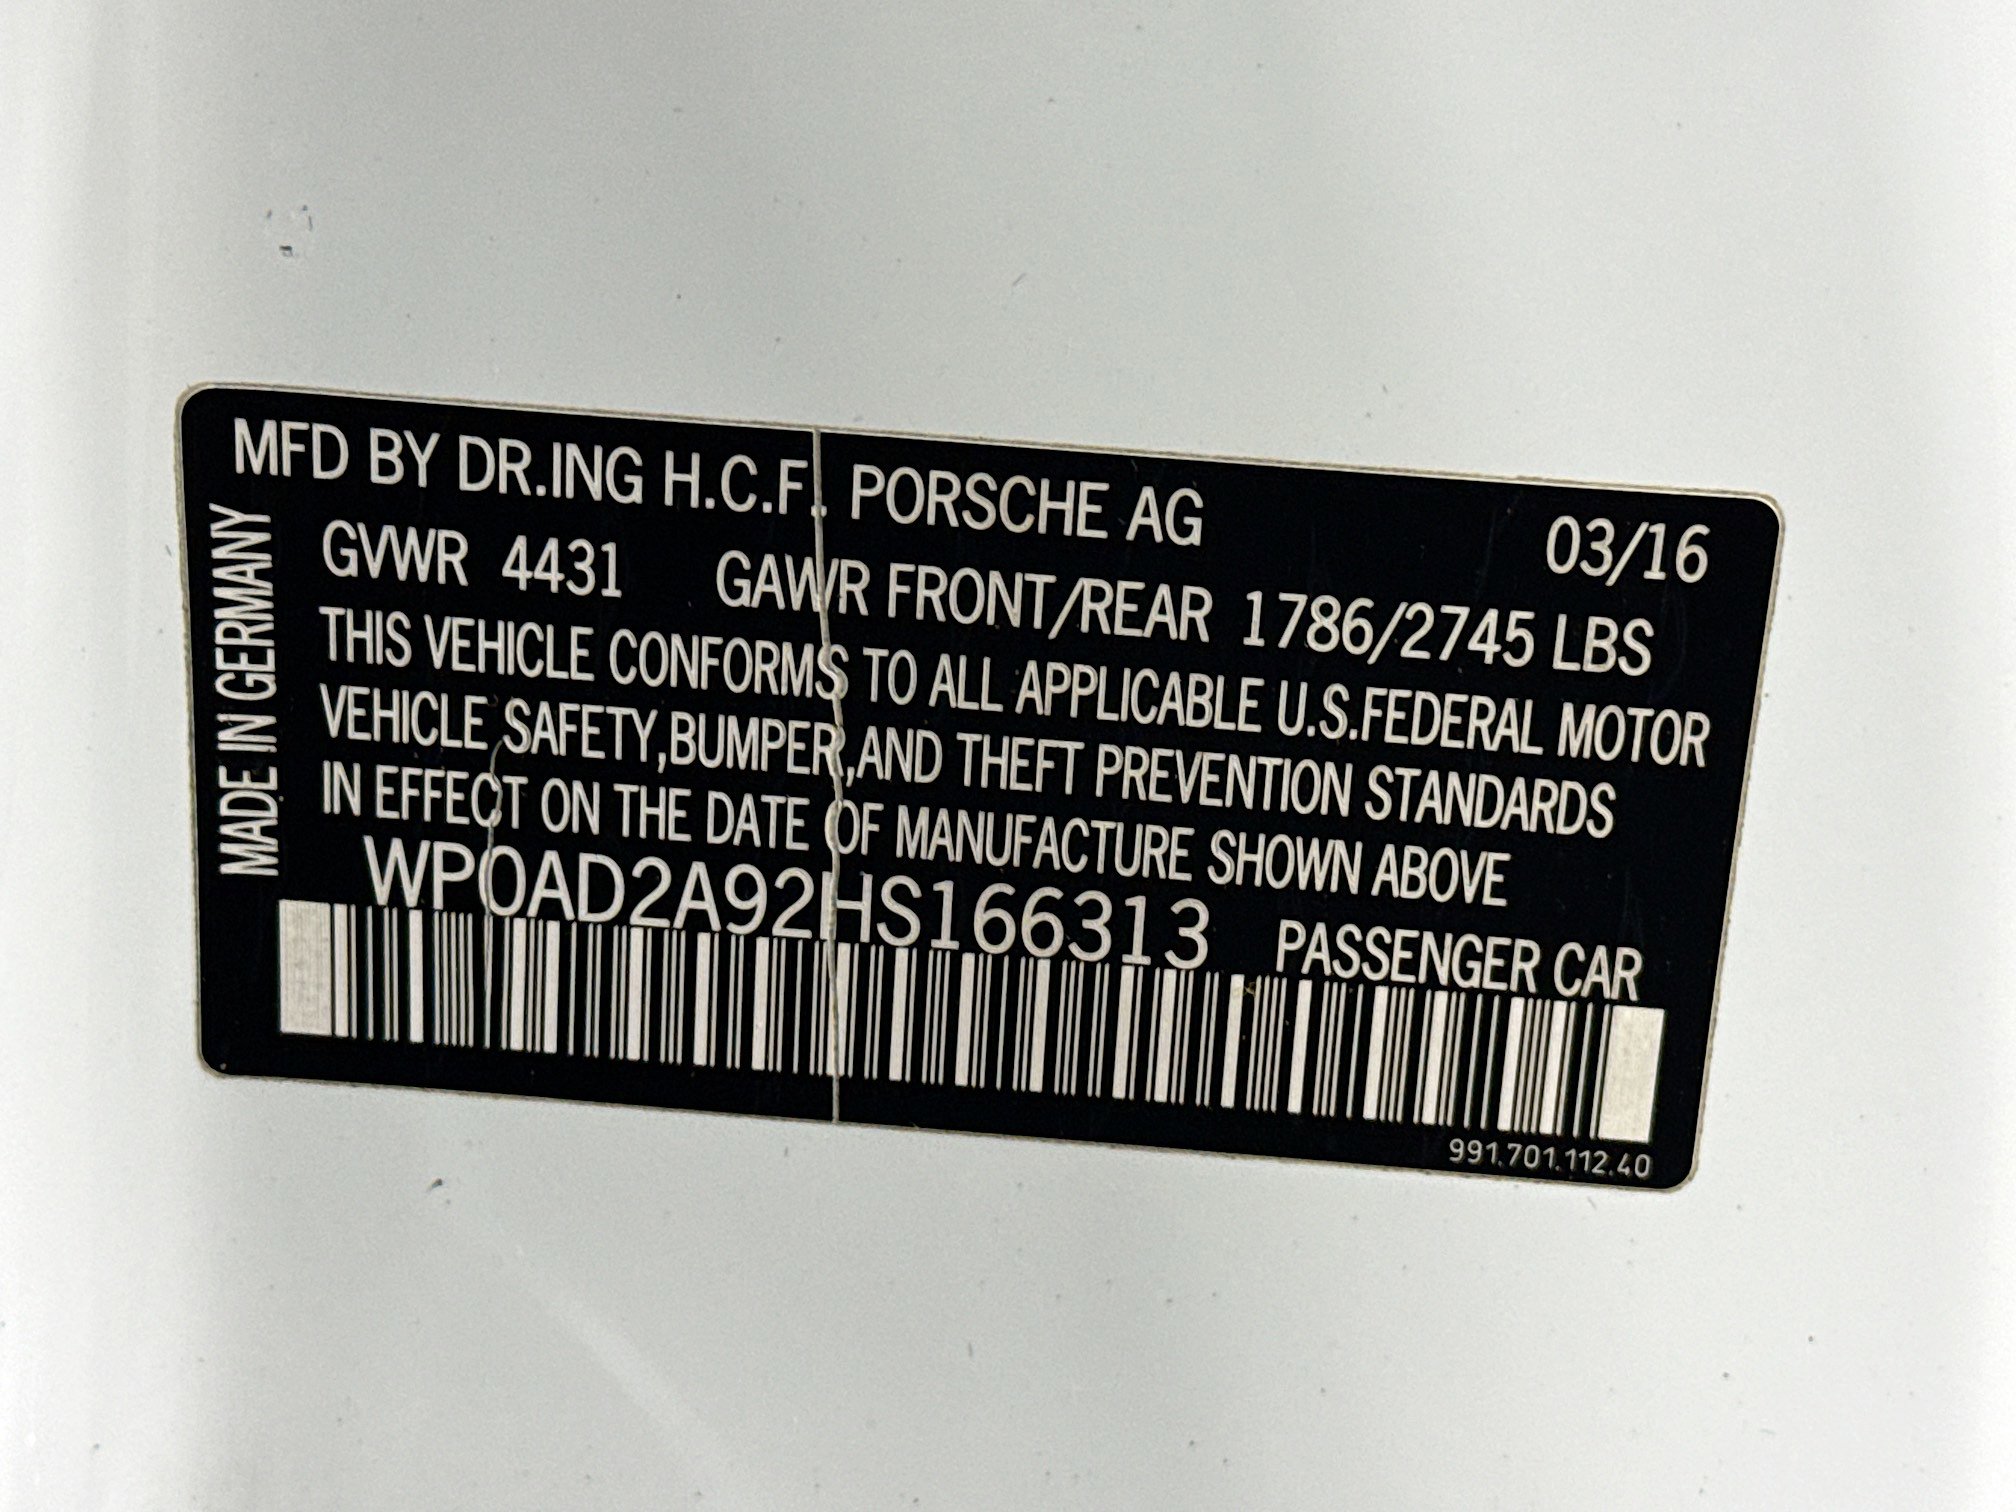 MFD BY DR.ING H.C.F. PORSCHE AG 03/16
GVWR 4431 GAWR FRONT/REAR 1786/2745 LBS
THIS VEHICLE CONFORMS TO ALL APPLICABLE U.S.FEDERAL MOTOR
VEHICLE SAFETY,BUMPER,AND THEFT PREVENTION STANDARDS
IN EFFECT ON THE DATE OF MANUFACTURE SHOWN ABOVE
WP0AD2A92HS166313 PASSENGER CAR
991.701.112.40
MADE IN GERMANY